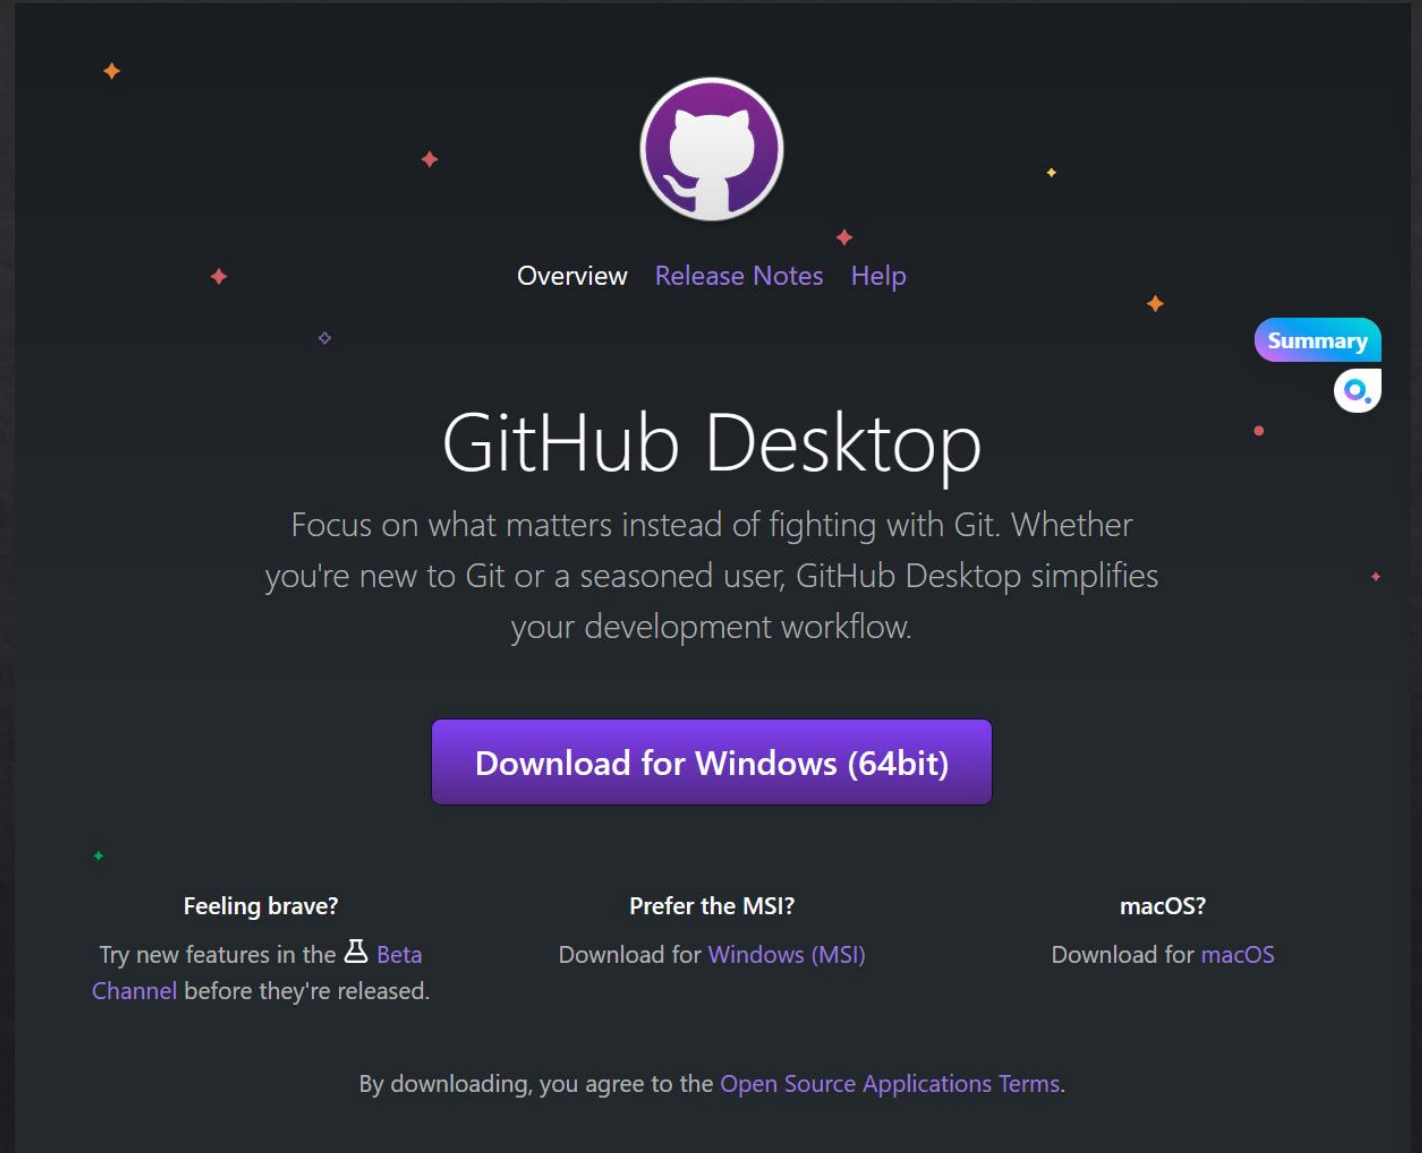 Overview Release Notes Help
Summary
GitHub Desktop
Focus on what matters instead of fighting with Git. Whether
you're new to Git or a seasoned user, GitHub Desktop simplifies
your development workflow.
Download for Windows (64bit)
Feeling brave?
Try new features in the Beta
Channel before they're released.
Prefer the MSI?
Download for Windows (MSI)
macOS?
Download for macOS
By downloading, you agree to the Open Source Applications Terms.